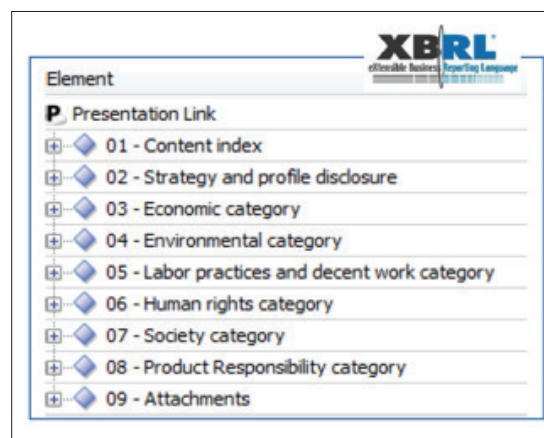 XBRL
eXtensible Business Reporting Language
Element
P Presentation Link
01 - Content index
02 - Strategy and profile disclosure
03 - Economic category
04 - Environmental category
05 - Labor practices and decent work category
06 - Human rights category
07 - Society category
08 - Product Responsibility category
09 - Attachments